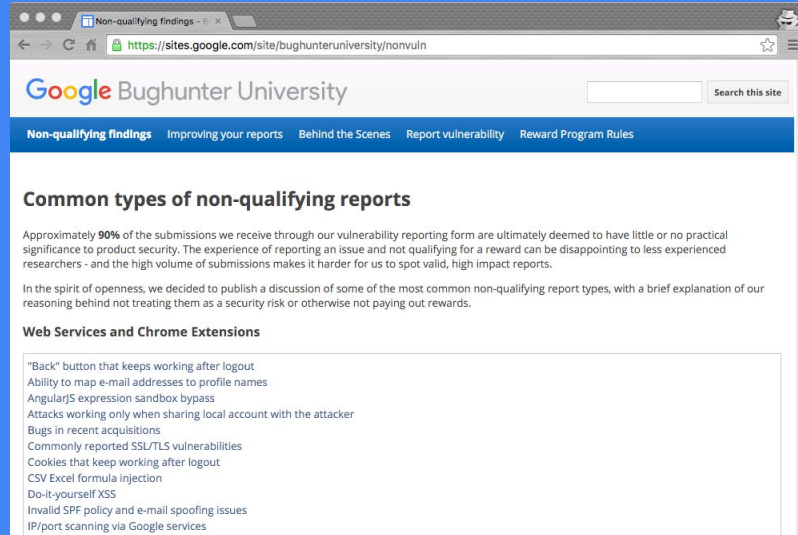 Non-qualifying findings - B
https://sites.google.com/site/bughunteruniversity/nonvuln
Google Bughunter University
Search this site
Non-qualifying findings Improving your reports Behind the Scenes Report vulnerability Reward Program Rules
Common types of non-qualifying reports
Approximately 90% of the submissions we receive through our vulnerability reporting form are ultimately deemed to have little or no practical
significance to product security. The experience of reporting an issue and not qualifying for a reward can be disappointing to less experienced
researchers - and the high volume of submissions makes it harder for us to spot valid, high impact reports.
In the spirit of openness, we decided to publish a discussion of some of the most common non-qualifying report types, with a brief explanation of our
reasoning behind not treating them as a security risk or otherwise not paying out rewards.
Web Services and Chrome Extensions
"Back" button that keeps working after logout
Ability to map e-mail addresses to profile names
AngularJS expression sandbox bypass
Attacks working only when sharing local account with the attacker
Bugs in recent acquisitions
Commonly reported SSL/TLS vulnerabilities
Cookies that keep working after logout
CSV Excel formula injection
Do-it-yourself XSS
Invalid SPF policy and e-mail spoofing issues
IP/port scanning via Google services